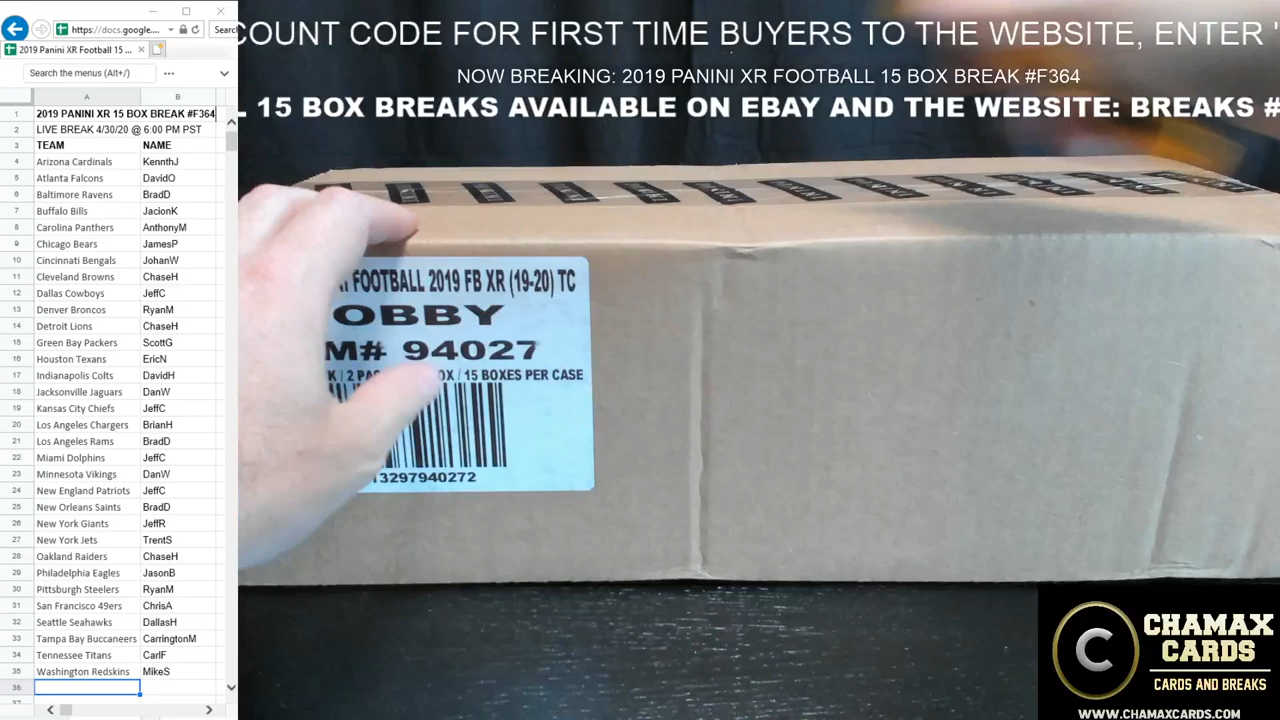 https://docs.google...
Searc
2019 Panini XR Football 15 ...
Search the menus (Alt+/)
A B
1 2019 PANINI XR 15 BOX BREAK #F364
2 LIVE BREAK 4/30/20 @ 6:00 PM PST
3 TEAM NAME
4 Arizona Cardinals KennthJ
5 Atlanta Falcons DavidO
6 Baltimore Ravens BradD
7 Buffalo Bills JacionK
8 Carolina Panthers AnthonyM
9 Chicago Bears JamesP
10 Cincinnati Bengals JohanW
11 Cleveland Browns ChaseH
12 Dallas Cowboys JeffC
13 Denver Broncos RyanM
14 Detroit Lions ChaseH
15 Green Bay Packers ScottG
16 Houston Texans EricN
17 Indianapolis Colts DavidH
18 Jacksonville Jaguars DanW
19 Kansas City Chiefs JeffC
20 Los Angeles Chargers BrianH
21 Los Angeles Rams BradD
22 Miami Dolphins JeffC
23 Minnesota Vikings DanW
24 New England Patriots JeffC
25 New Orleans Saints BradD
26 New York Giants JeffR
27 New York Jets TrentS
28 Oakland Raiders ChaseH
29 Philadelphia Eagles JasonB
30 Pittsburgh Steelers RyanM
31 San Francisco 49ers ChrisA
32 Seattle Seahawks DallasH
33 Tampa Bay Buccaneers CarringtonM
34 Tennessee Titans CarlF
35 Washington Redskins MikeS
36
COUNT CODE FOR FIRST TIME BUYERS TO THE WEBSITE, ENTER '
NOW BREAKING: 2019 PANINI XR FOOTBALL 15 BOX BREAK #F364
L 15 BOX BREAKS AVAILABLE ON EBAY AND THE WEBSITE: BREAKS #
PANINI PANINI PANINI PANINI PANINI
FOOTBALL 2019 FB XR (19-20) TC
OBBY
M# 94027
K / 2 PA OX / 15 BOXES PER CASE
13297940272
C
CHAMAX
CARDS
CARDS AND BREAKS
WWW.CHAMAXCARDS.COM